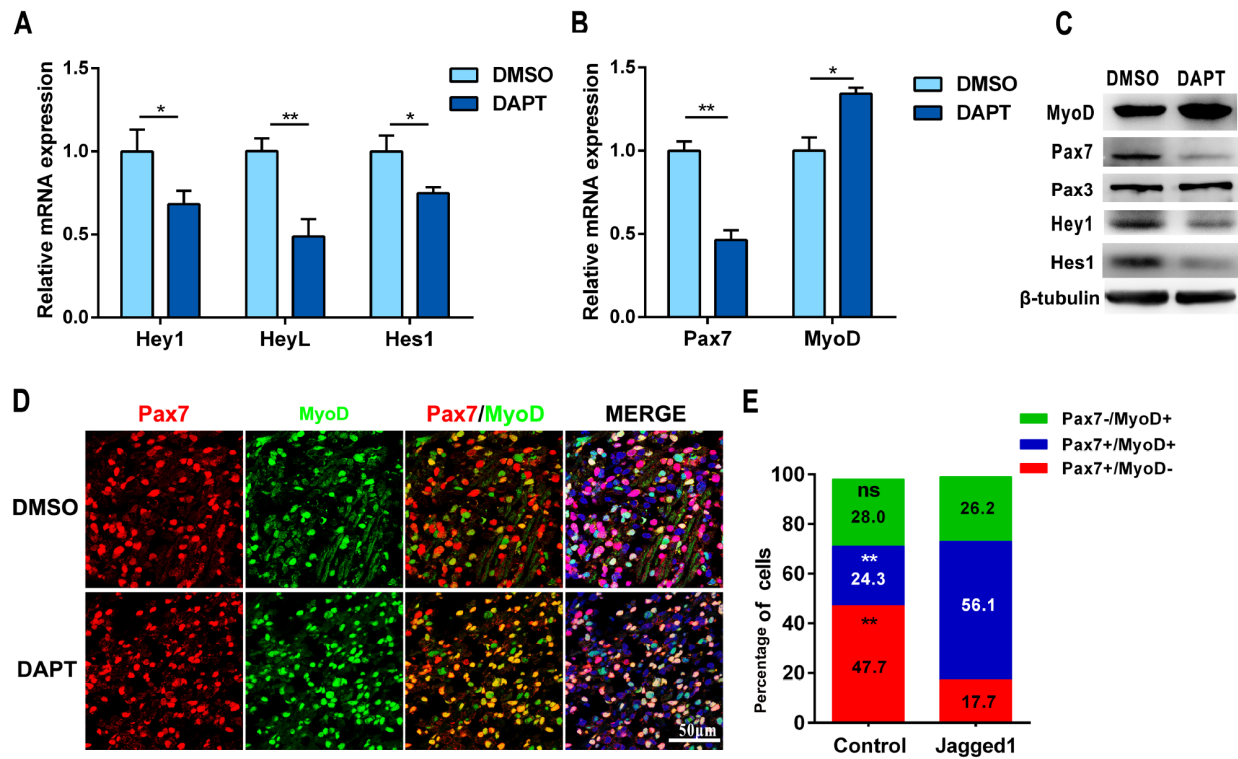 A
Relative mRNA expression
1.5
1.0
0.5
0.0
DMSO
DAPT
*
**
*
Hey1 HeyL Hes1
B
Relative mRNA expression
1.5
1.0
0.5
0.0
DMSO
DAPT
**
*
Pax7 MyoD
C
DMSO DAPT
MyoD
Pax7
Pax3
Hey1
Hes1
β-tubulin
D
Pax7 MyoD Pax7/MyoD MERGE
DMSO
DAPT
50μm
E
Pax7-/MyoD+
Pax7+/MyoD+
Pax7+/MyoD-
Percentage of cells
100
80
60
40
20
0
ns
28.0
**
24.3
**
47.7
26.2
56.1
17.7
Control Jagged1